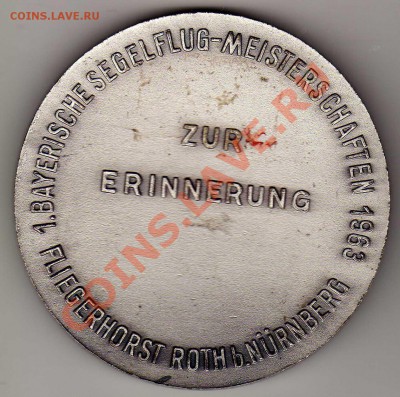 COINS.LAVE.RU
1. BAYERISCHE SEGELFLUG-MEISTERSCHAFTEN 1963
ZUR
ERINNERUNG
FLIEGERHORST ROTH b. NÜRNBERG
COINS.LAVE.RU